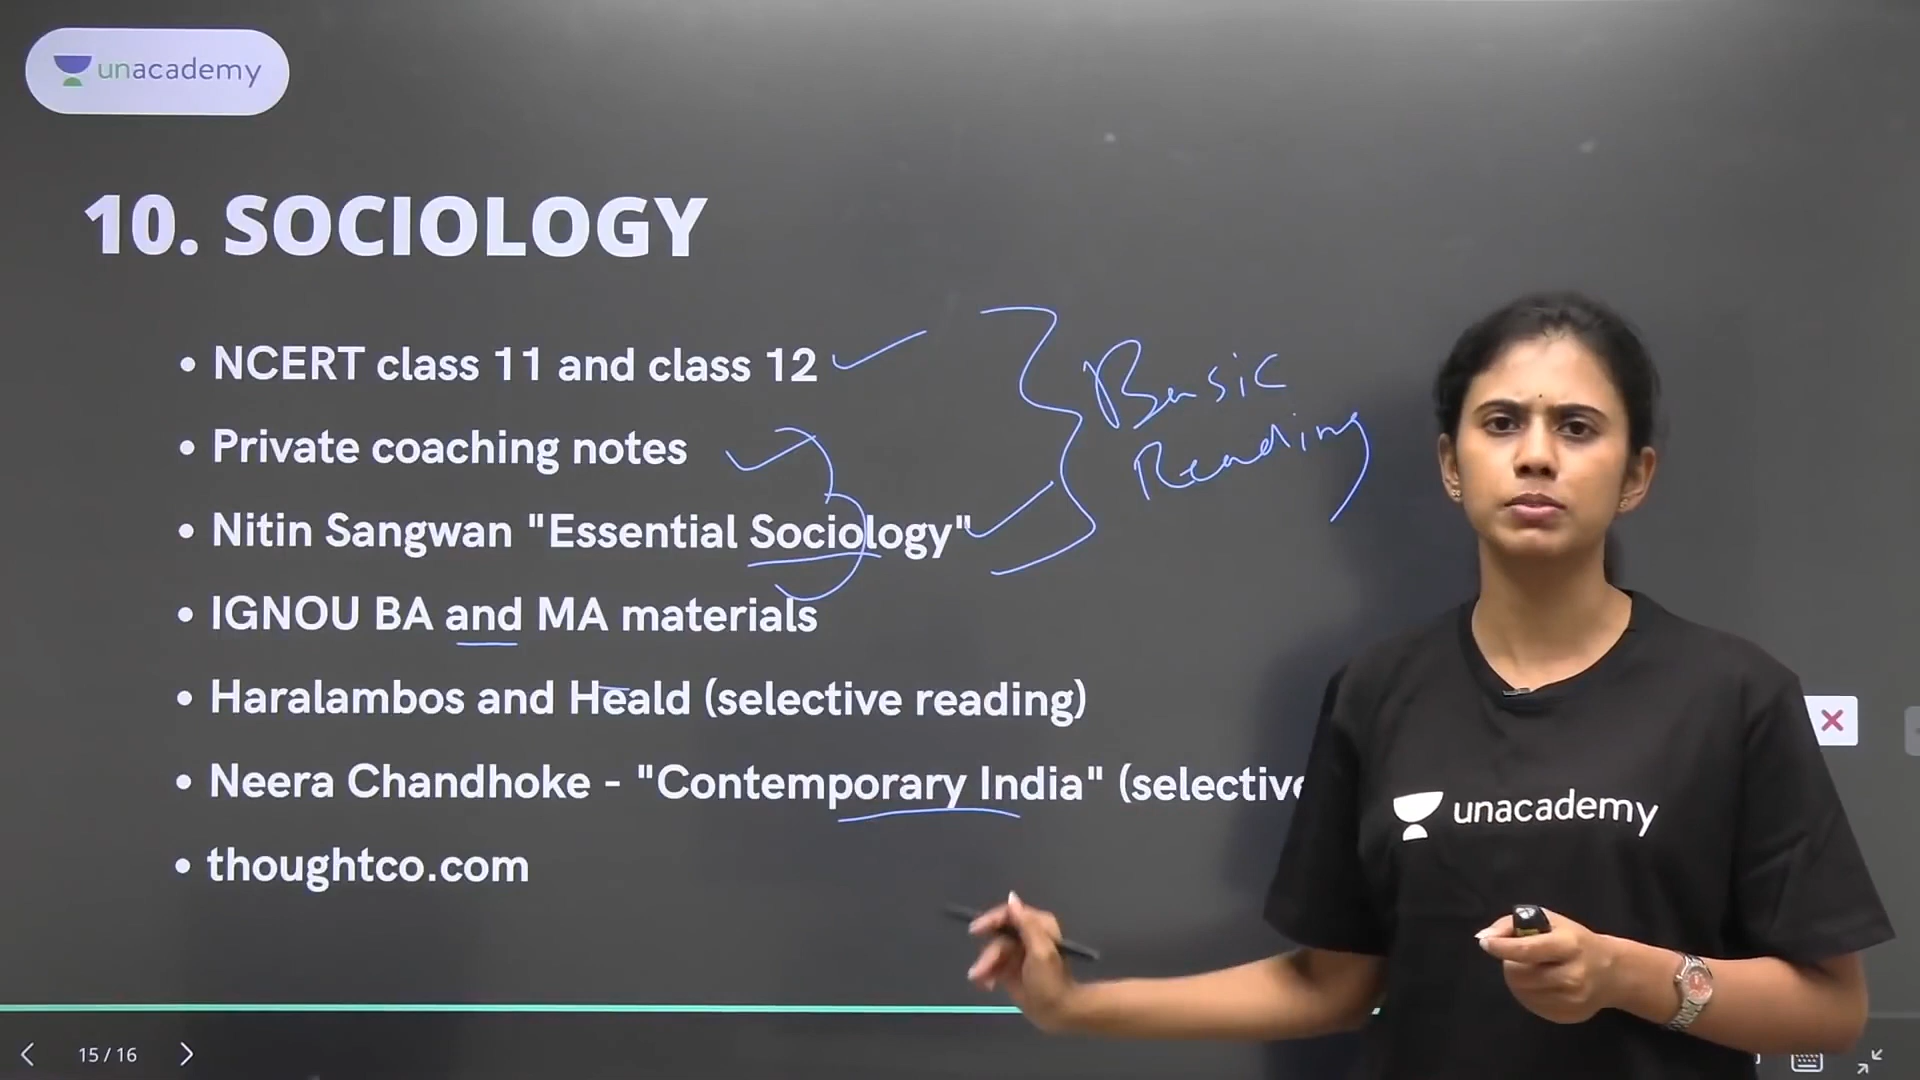 unacademy
10. SOCIOLOGY
• NCERT class 11 and class 12
• Private coaching notes
• Nitin Sangwan "Essential Sociology"
• IGNOU BA and MA materials
• Haralambos and Heald (selective reading)
• Neera Chandhoke - "Contemporary India" (selective
• thoughtco.com
Basic
Reading
unacademy
15 / 16